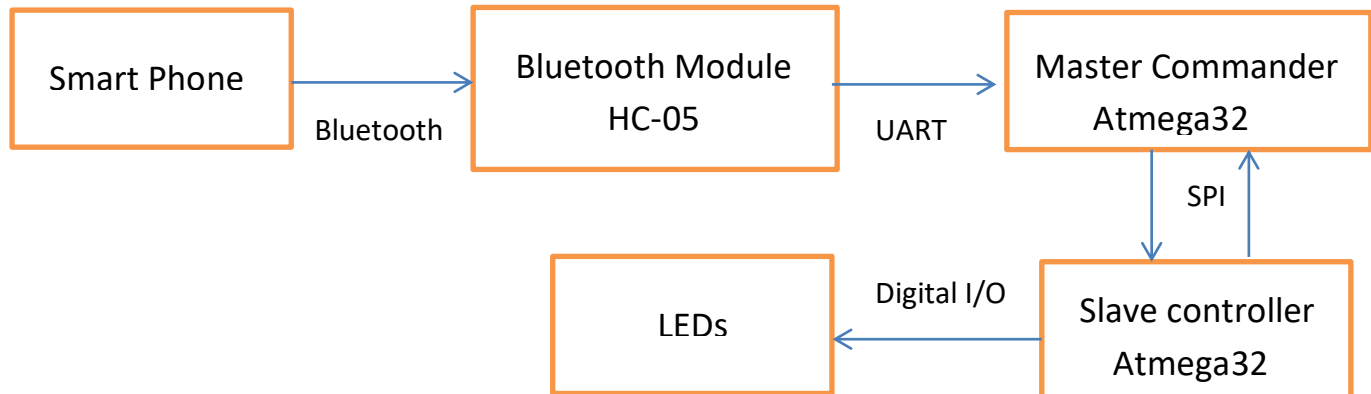 Smart Phone
Bluetooth
Bluetooth Module
HC-05
UART
Master Commander
Atmega32
SPI
LEDs
Digital I/O
Slave controller
Atmega32